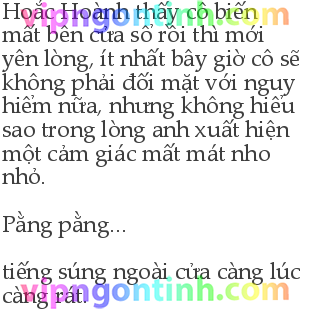 Hoắc Hoành thấy cô biến
vipngontinh.com
mất bên cửa sổ rồi thì mới
yên lòng, ít nhất bây giờ cô sẽ
không phải đối mặt với nguy
hiểm nữa, nhưng không hiểu
sao trong lòng anh xuất hiện
một cảm giác mất mát nho
nhỏ.
Pằng pằng...
tiếng súng ngoài cửa càng lúc
càng rát.
vipngontinh.com